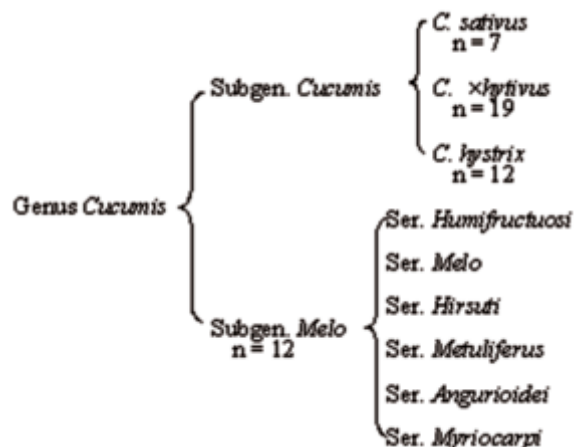 C. sativus
n = 7
Subgen. Cucumis
C. ×hytivus
n = 19
C. hystrix
n = 12
Genus Cucumis
Ser. Humifructuosi
Ser. Melo
Ser. Hirsuti
Subgen. Melo
n = 12
Ser. Metuliferus
Ser. Angurioidei
Ser. Myriocarpi